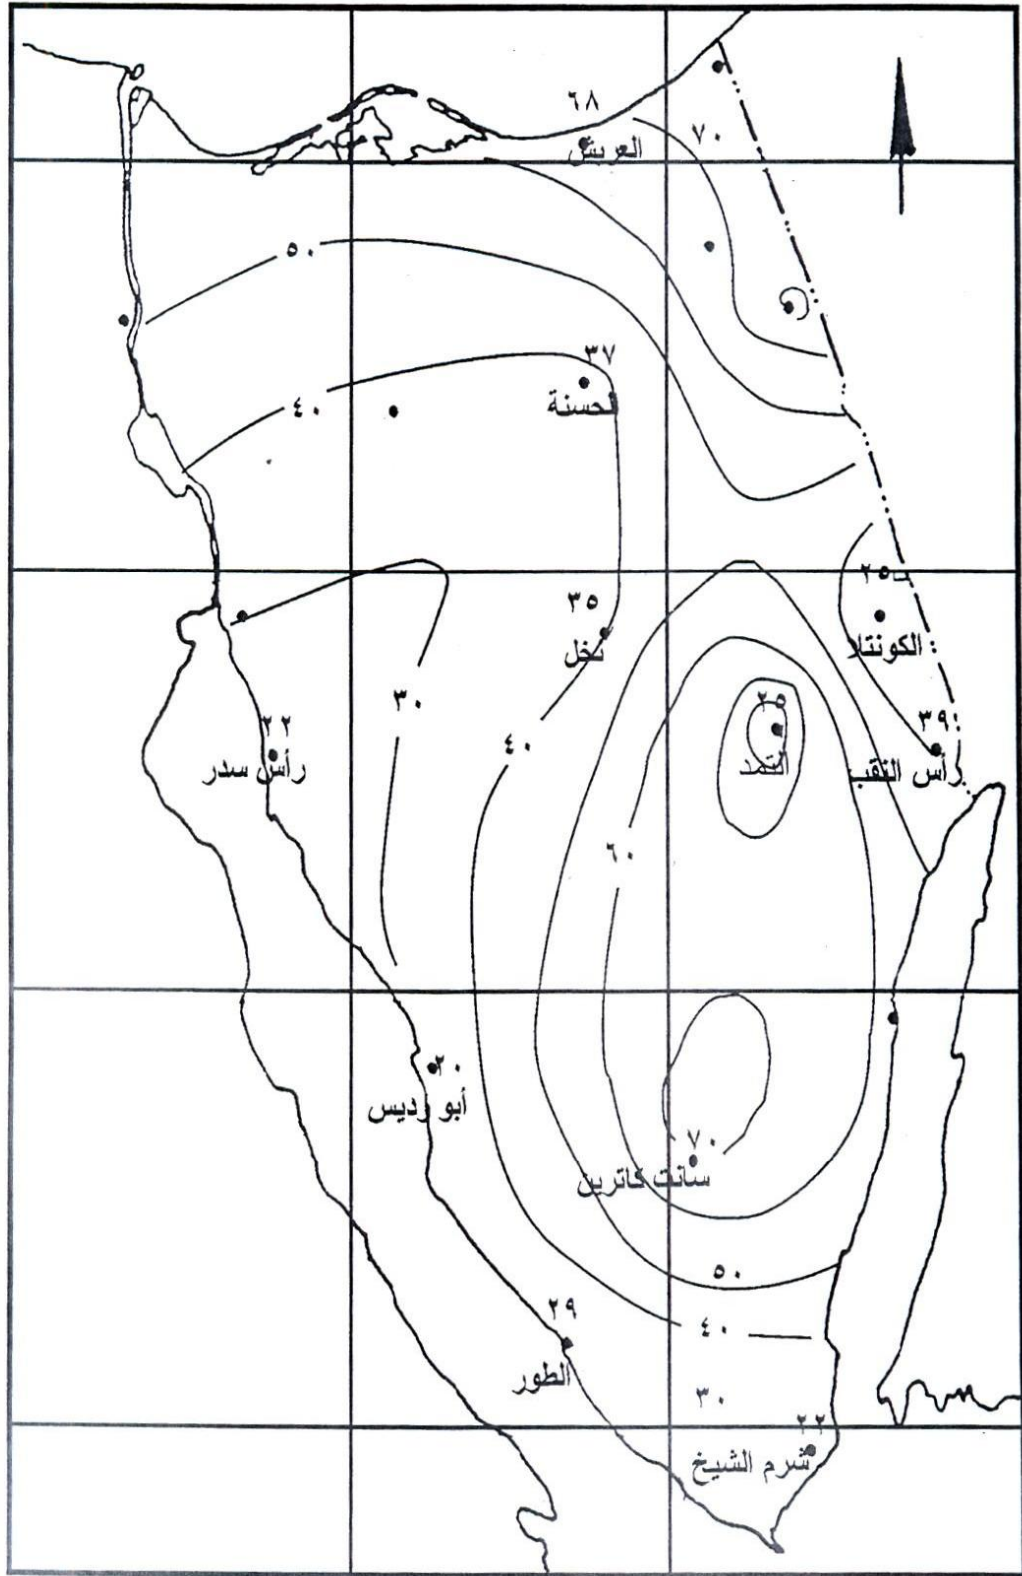 ٦٨
٧٠
العريش
٥٠
٣٧
الحسنة
٤٠
٢٥
٣٥
الكونتلا
نخل
٣٠
٢٥
٣٩
٢٢
٤٠
التمد
رأس النقب
رأس سدر
٦٠
٢٠
أبو رديس
٧٠
سانت كاترين
٥٠
٢٩
٤٠
الطور
٣٠
٢٢
شرم الشيخ